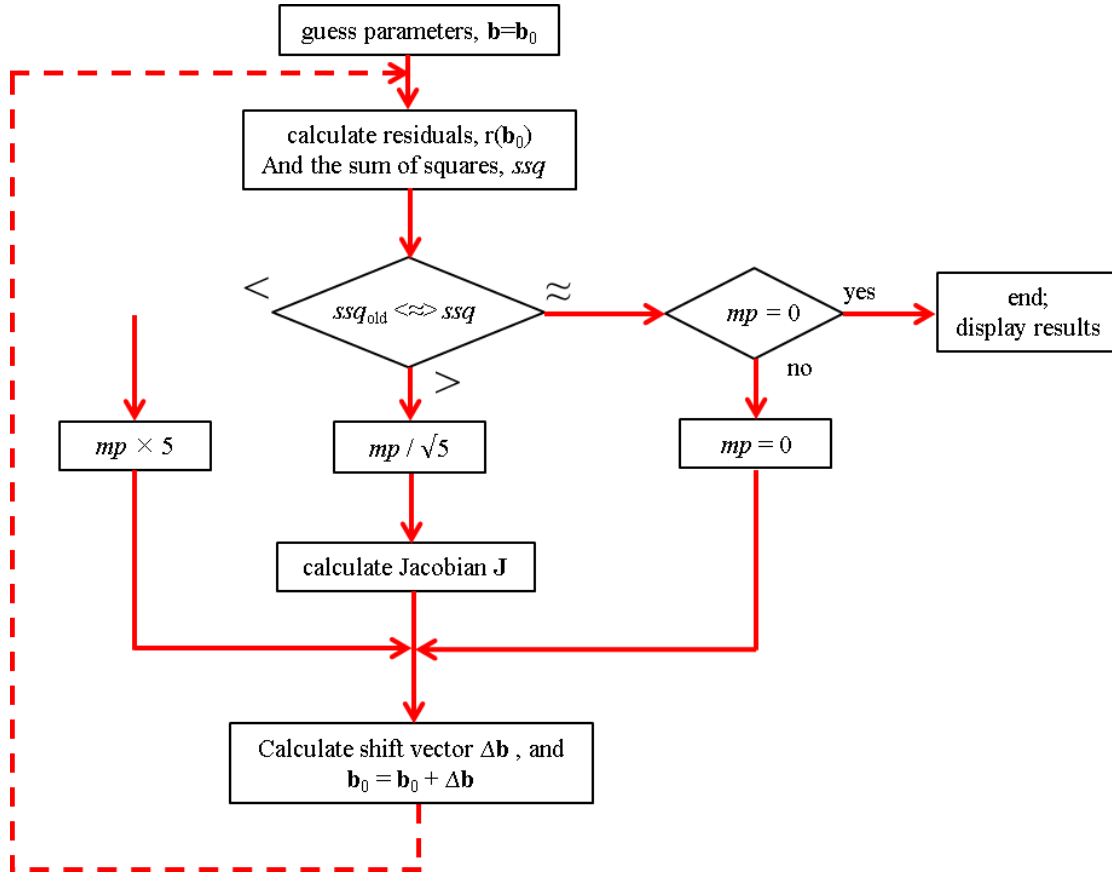 guess parameters, b=b₀
calculate residuals, r(b₀)
And the sum of squares, ssq
<
ssqold <≈> ssq
≈
>
mp = 0
yes
no
end;
display results
mp × 5
mp / √5
mp = 0
calculate Jacobian J
Calculate shift vector Δb , and
b₀ = b₀ + Δb